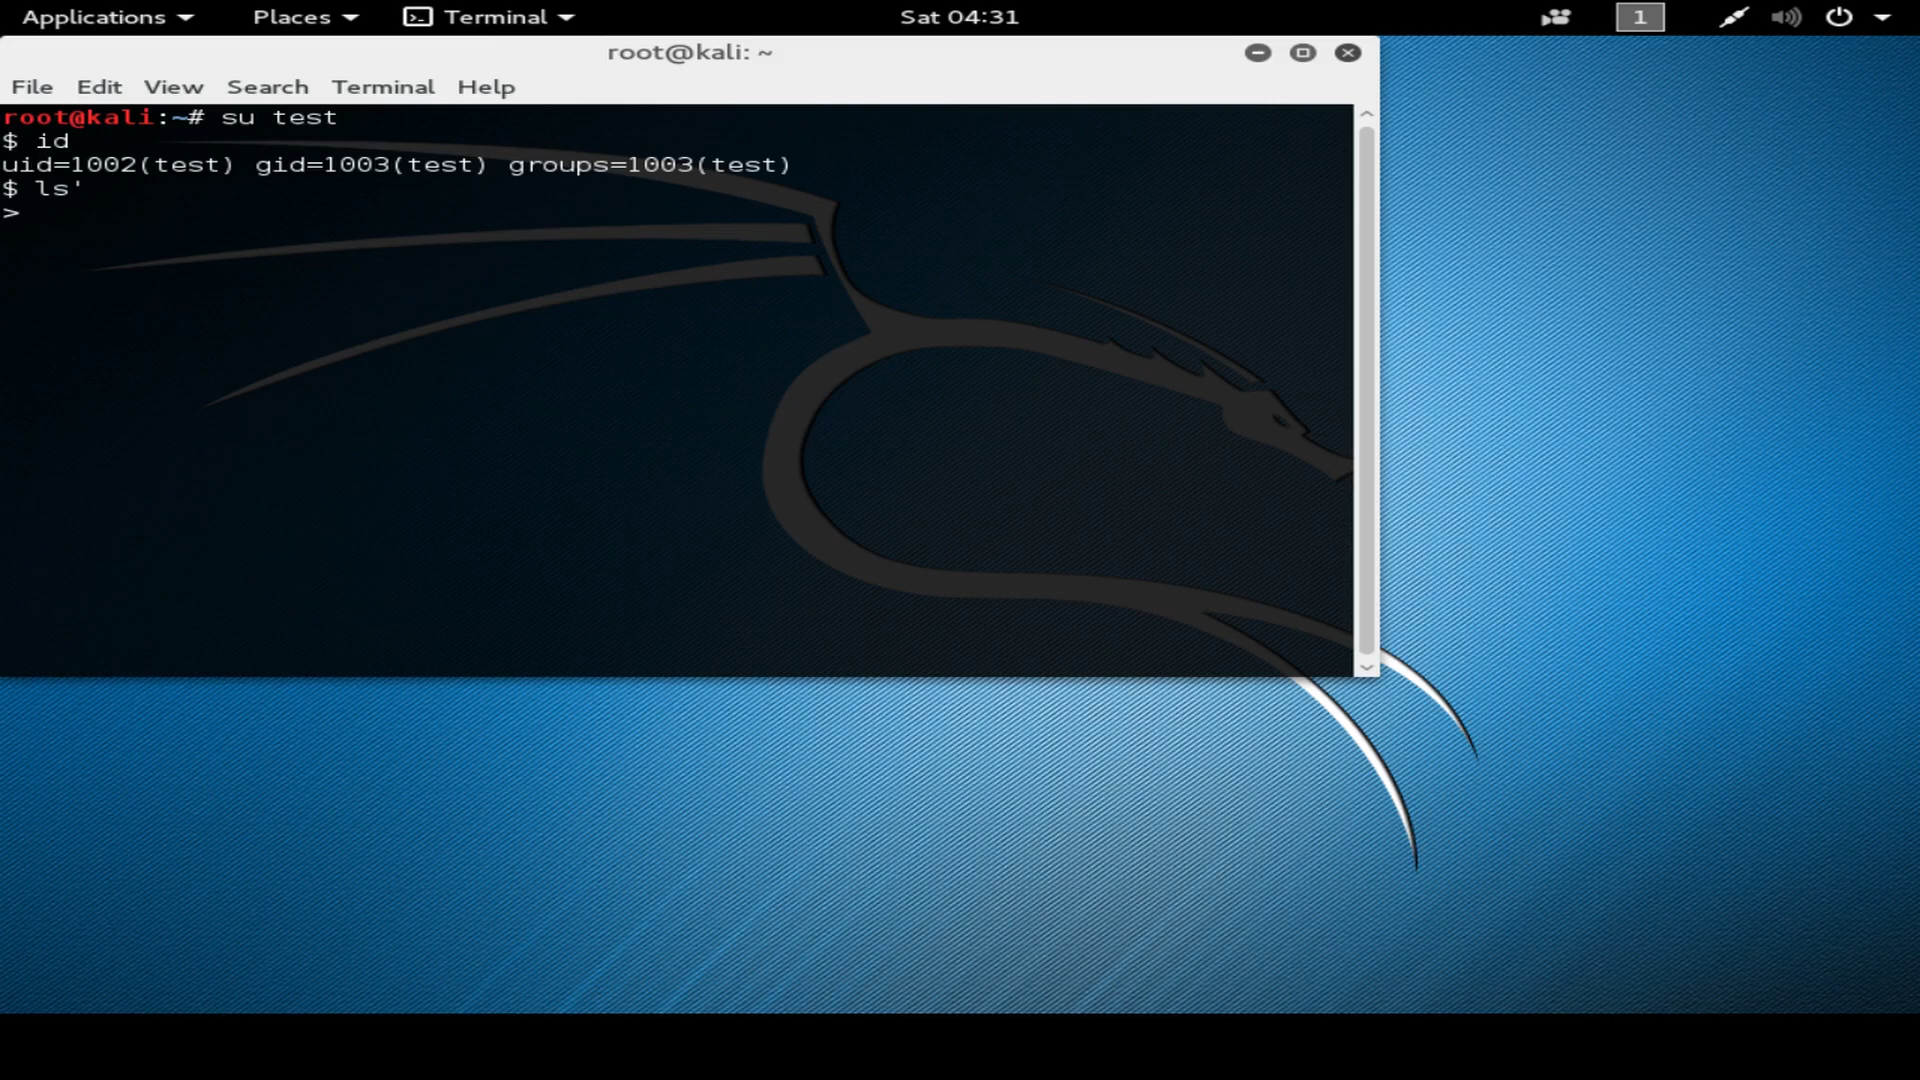 Applications Places Terminal Sat 04:31 1
root@kali: ~
File Edit View Search Terminal Help
root@kali:~# su test
$ id
uid=1002(test) gid=1003(test) groups=1003(test)
$ ls'
>